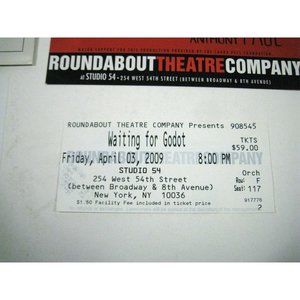 ANTHONY PAGE
MAJOR SUPPORT FOR THIS PRODUCTION PROVIDED BY THE
ROUNDABOUTTHEATRECOMPANY
at STUDIO 54 • 254 WEST 54TH STREET (BETWEEN BROADWAY & 8TH AVENUE)
ROUNDABOUT THEATRE COMPANY Presents 908545
Waiting for Godot TKTS
$59.00
Friday, April 03, 2009 8:00 PM
ROUNDABOUTTHEATRECOMPANY
STUDIO 54 Orch
254 West 54th Street Row: F
(between Broadway & 8th Avenue) Seat: 117
New York, NY 10036
$1.50 Facility Fee included in ticket price
917776
2